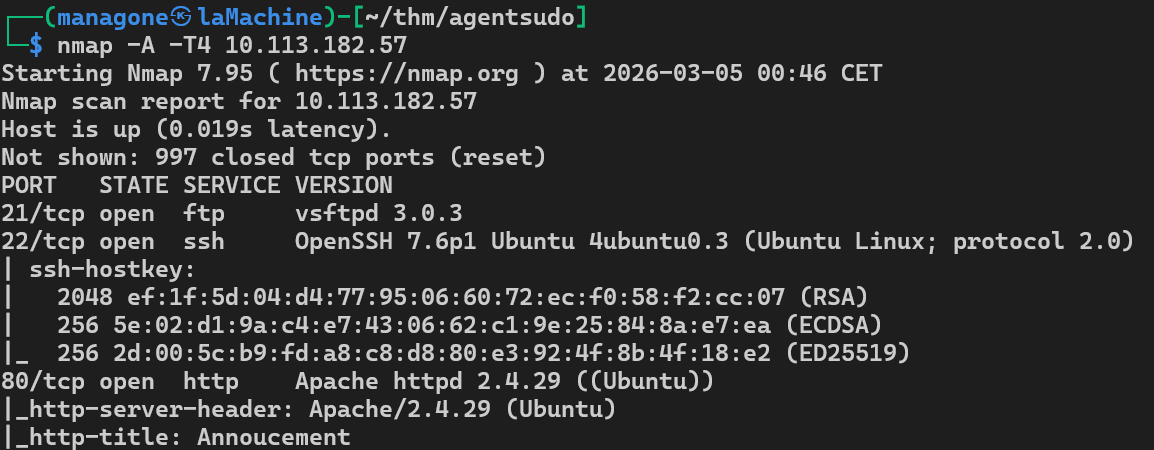 ┌──(managone㉿laMachine)-[~/thm/agentsudo]
└─$ nmap -A -T4 10.113.182.57
Starting Nmap 7.95 ( https://nmap.org ) at 2026-03-05 00:46 CET
Nmap scan report for 10.113.182.57
Host is up (0.019s latency).
Not shown: 997 closed tcp ports (reset)
PORT   STATE SERVICE VERSION
21/tcp open  ftp     vsftpd 3.0.3
22/tcp open  ssh     OpenSSH 7.6p1 Ubuntu 4ubuntu0.3 (Ubuntu Linux; protocol 2.0)
| ssh-hostkey:
|   2048 ef:1f:5d:04:d4:77:95:06:60:72:ec:f0:58:f2:cc:07 (RSA)
|   256 5e:02:d1:9a:c4:e7:43:06:62:c1:9e:25:84:8a:e7:ea (ECDSA)
|_  256 2d:00:5c:b9:fd:a8:c8:d8:80:e3:92:4f:8b:4f:18:e2 (ED25519)
80/tcp open  http    Apache httpd 2.4.29 ((Ubuntu))
|_http-server-header: Apache/2.4.29 (Ubuntu)
|_http-title: Annoucement